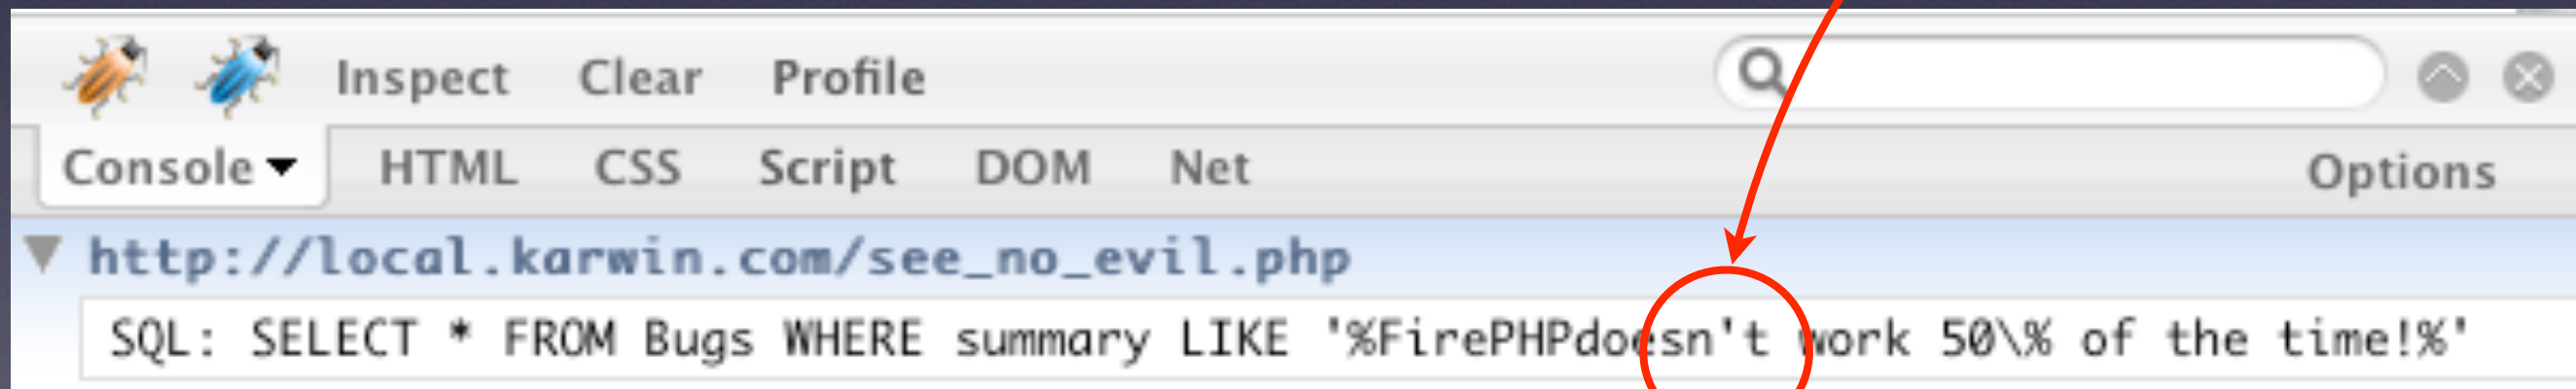 Inspect Clear Profile
Console HTML CSS Script DOM Net Options
http://local.karwin.com/see_no_evil.php
SQL: SELECT * FROM Bugs WHERE summary LIKE '%FirePHPdoesn't work 50\% of the time!%'